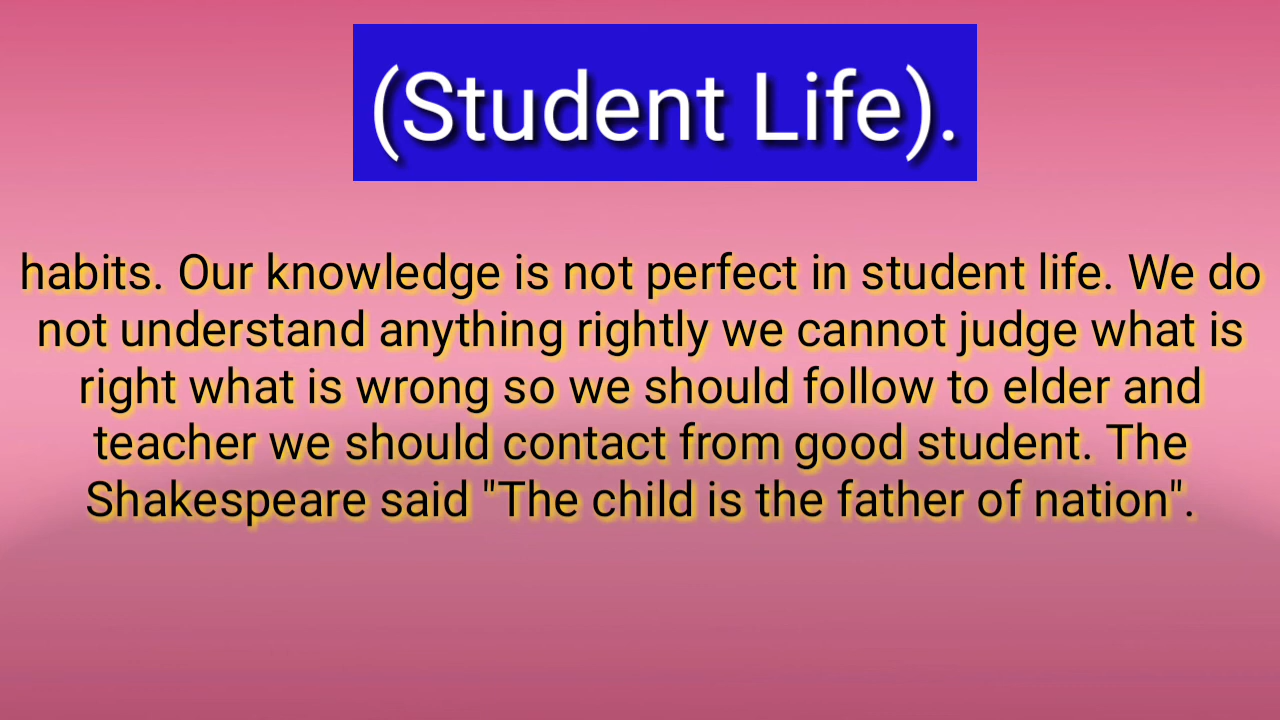 (Student Life).
habits. Our knowledge is not perfect in student life. We do
not understand anything rightly we cannot judge what is
right what is wrong so we should follow to elder and
teacher we should contact from good student. The
Shakespeare said "The child is the father of nation".